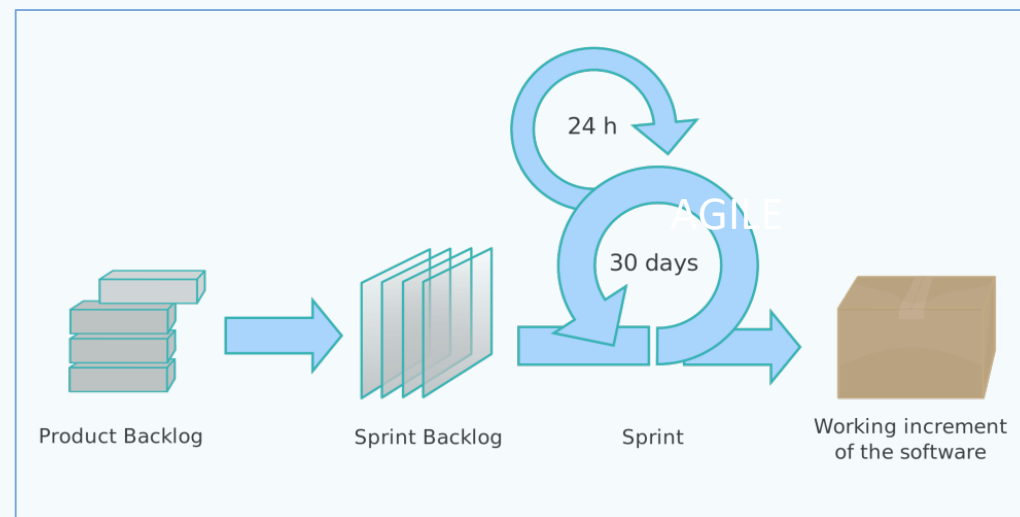 24 h
AGILE
30 days
Product Backlog
Sprint Backlog
Sprint
Working increment
of the software